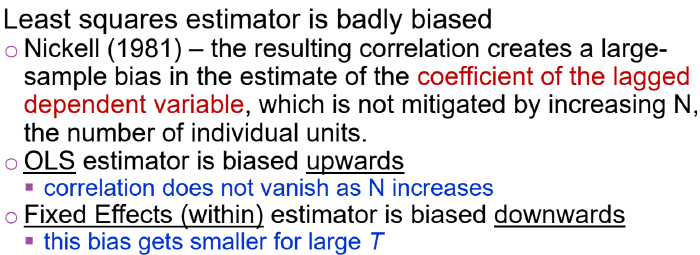 Least squares estimator is badly biased
○ Nickell (1981) – the resulting correlation creates a large-
sample bias in the estimate of the coefficient of the lagged
dependent variable, which is not mitigated by increasing N,
the number of individual units.
○ OLS estimator is biased upwards
▪ correlation does not vanish as N increases
○ Fixed Effects (within) estimator is biased downwards
▪ this bias gets smaller for large T